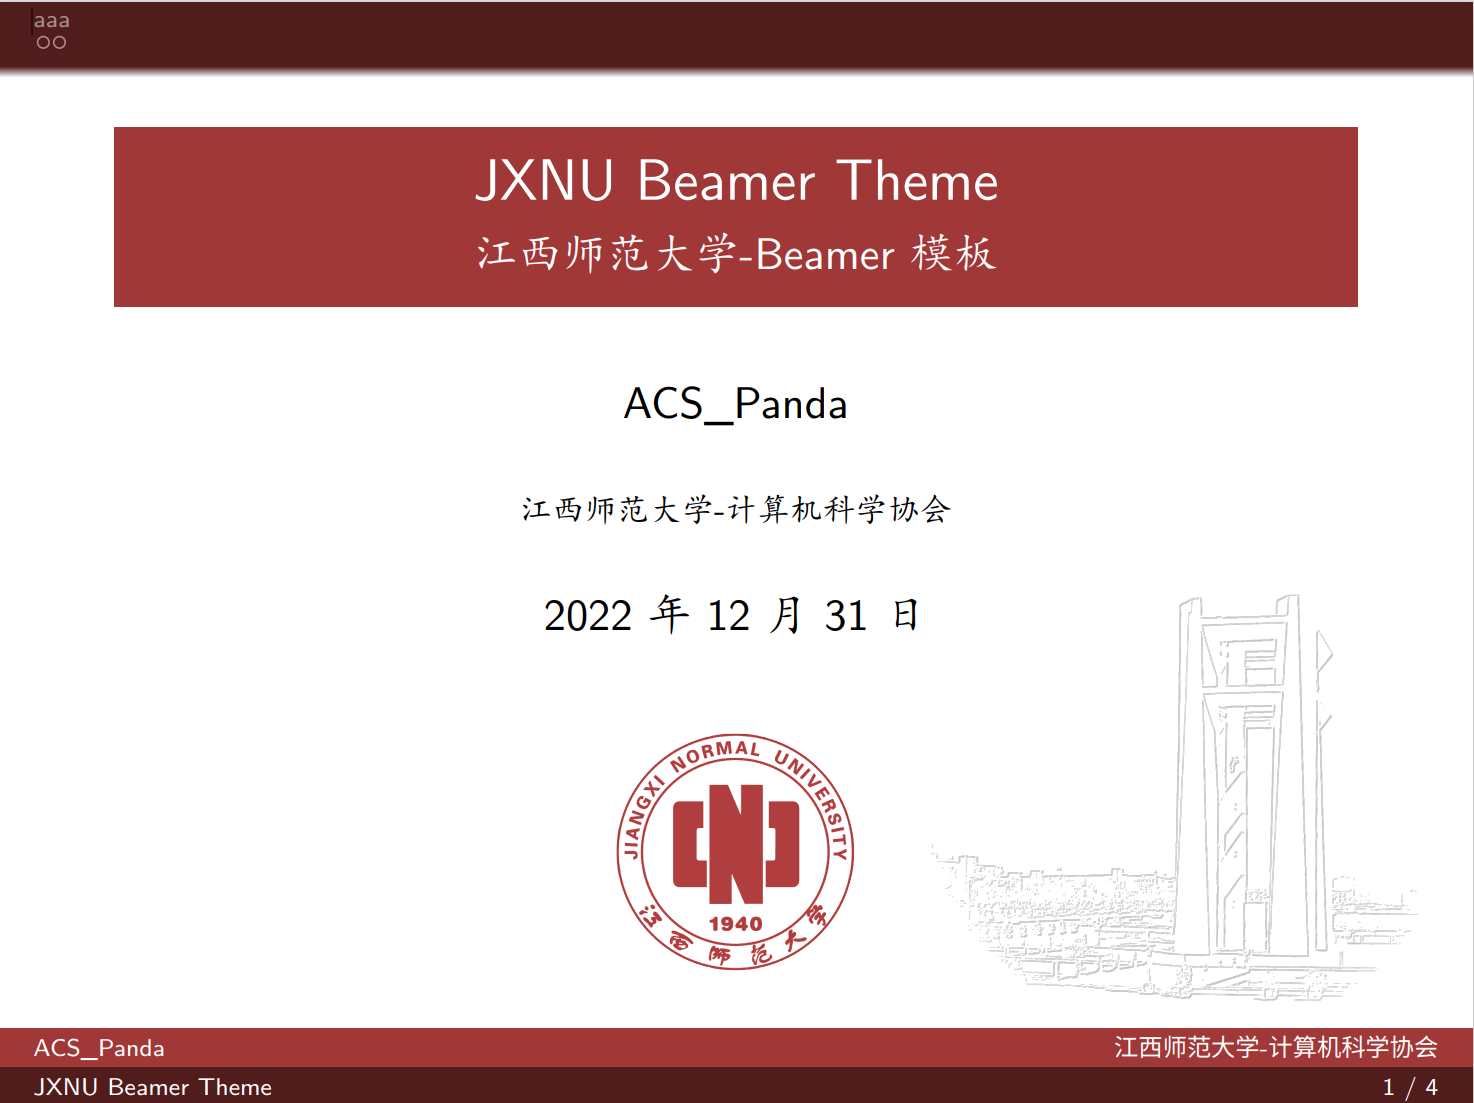 aaa
JXNU Beamer Theme
江西师范大学-Beamer 模板
ACS_Panda
江西师范大学-计算机科学协会
2022 年 12 月 31 日
JIANGXI NORMAL UNIVERSITY
1940
江西师范大学
ACS_Panda
江西师范大学-计算机科学协会
JXNU Beamer Theme
1 / 4